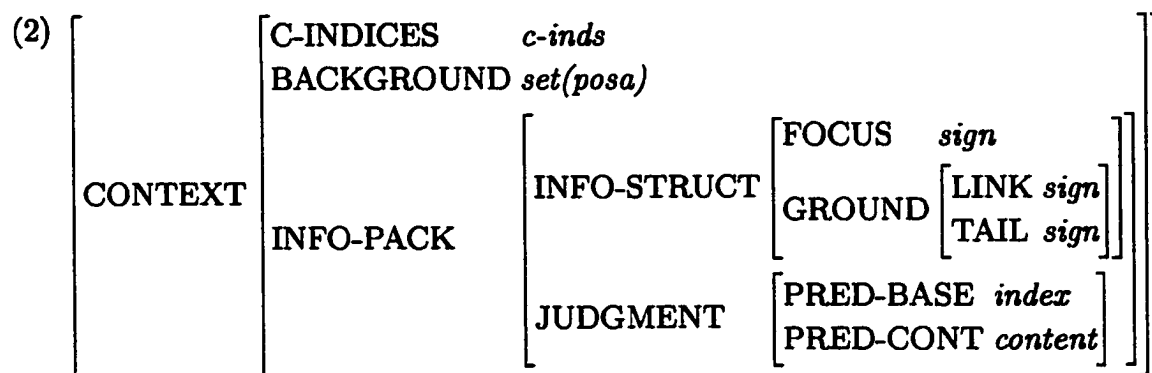 (2)
C-INDICES c-inds
BACKGROUND set(posa)
FOCUS sign
INFO-STRUCT
LINK sign
GROUND
TAIL sign
CONTEXT
INFO-PACK
PRED-BASE index
JUDGMENT
PRED-CONT content